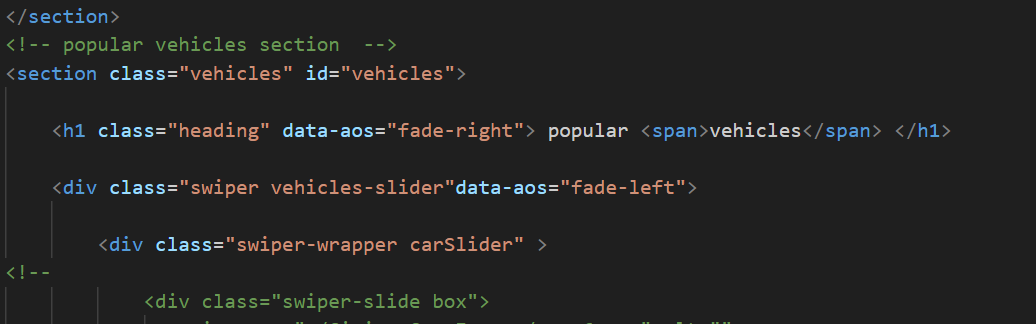 </section>
<!-- popular vehicles section  -->
<section class="vehicles" id="vehicles">
<h1 class="heading" data-aos="fade-right"> popular <span>vehicles</span> </h1>
<div class="swiper vehicles-slider"data-aos="fade-left">
<div class="swiper-wrapper carSlider" >
<!--
<div class="swiper-slide box">